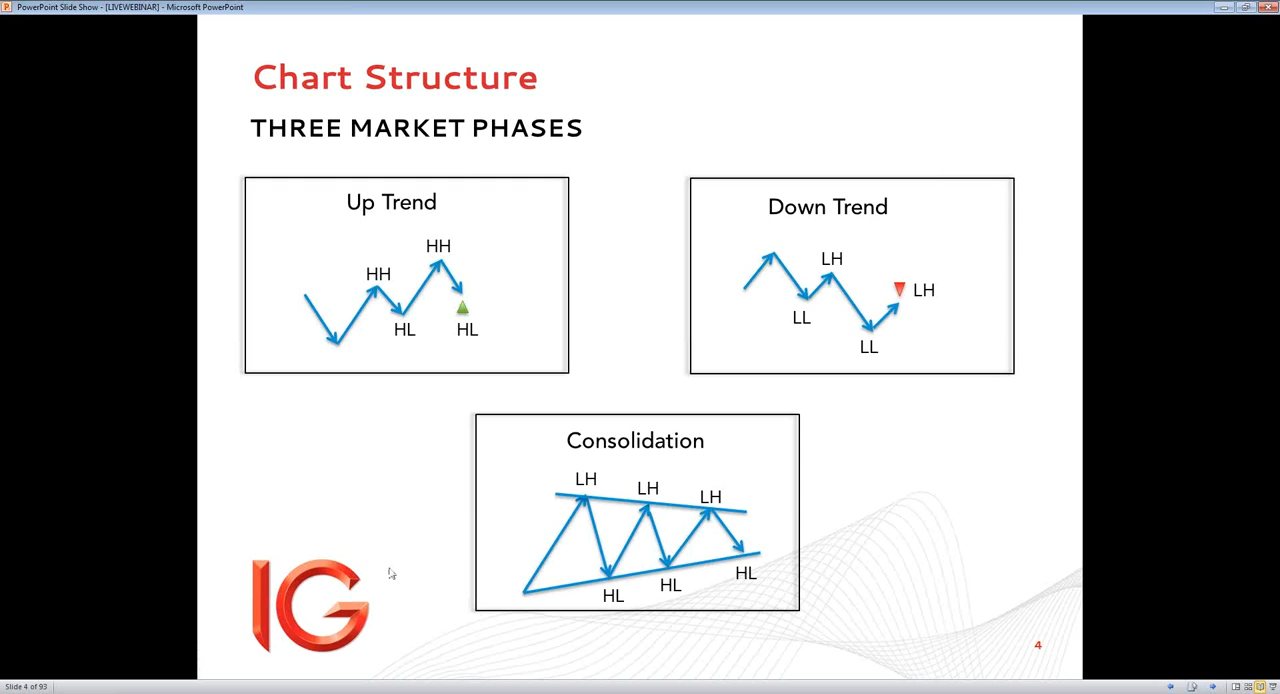 PowerPoint Slide Show - [LIVEWEBINAR] - Microsoft PowerPoint
Chart Structure
THREE MARKET PHASES
Up Trend
HH
HH
HL
HL
Down Trend
LH
LH
LL
LL
Consolidation
LH
LH
LH
HL
HL
HL
IG
4
Slide 4 of 93